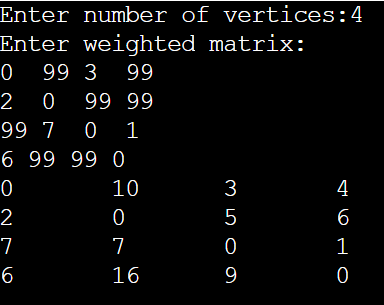 Enter number of vertices:4
Enter weighted matrix:
0  99 3  99
2  0  99 99
99 7  0  1
6 99 99 0
0       10      3       4
2       0       5       6
7       7       0       1
6       16      9       0